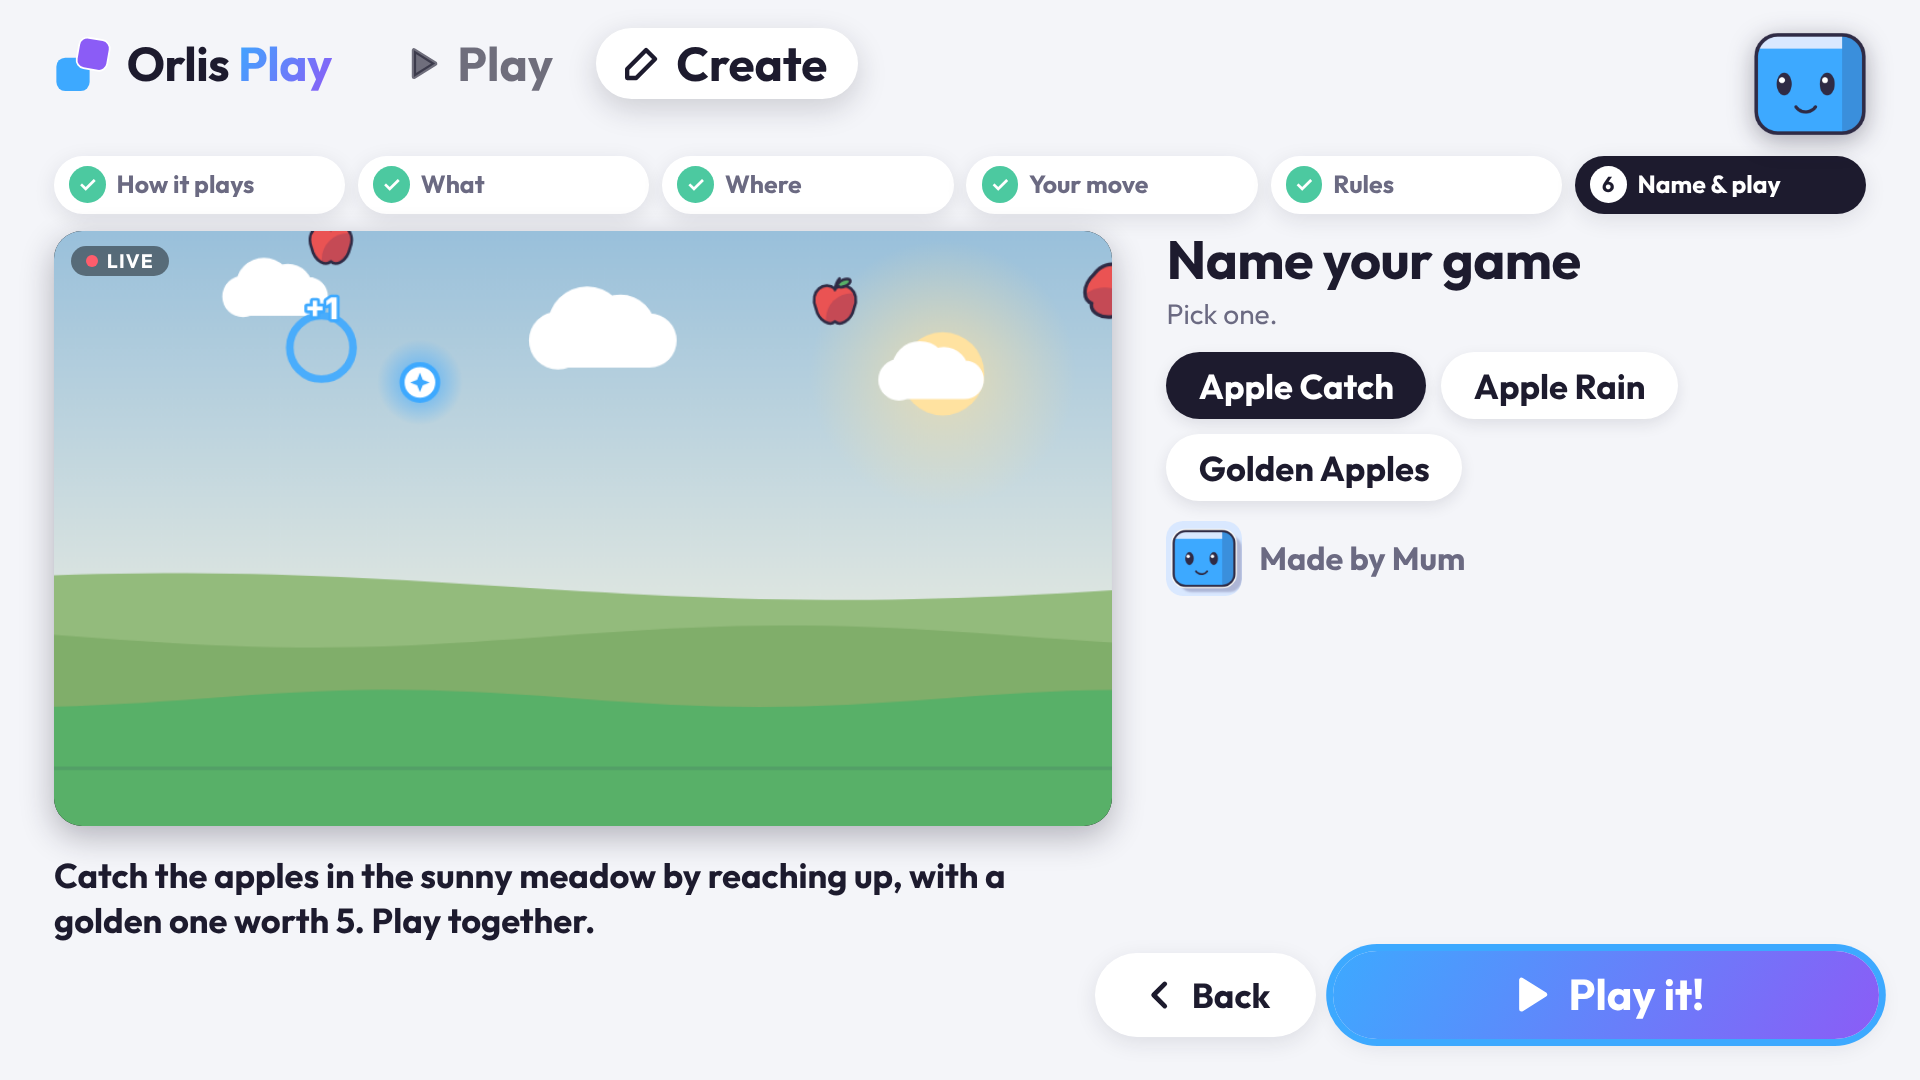 Orlis Play
Play
Create
How it plays
What
Where
Your move
Rules
6 Name & play
LIVE
+1
Name your game
Pick one.
Apple Catch
Apple Rain
Golden Apples
Made by Mum
Catch the apples in the sunny meadow by reaching up, with a
golden one worth 5. Play together.
Back
Play it!